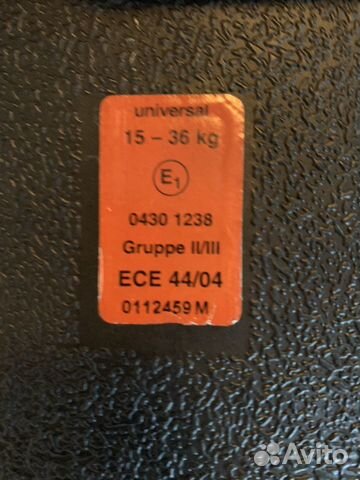 universal
15 – 36 kg
E1
0430 1238
Gruppe II/III
ECE 44/04
0112459 M
Avito